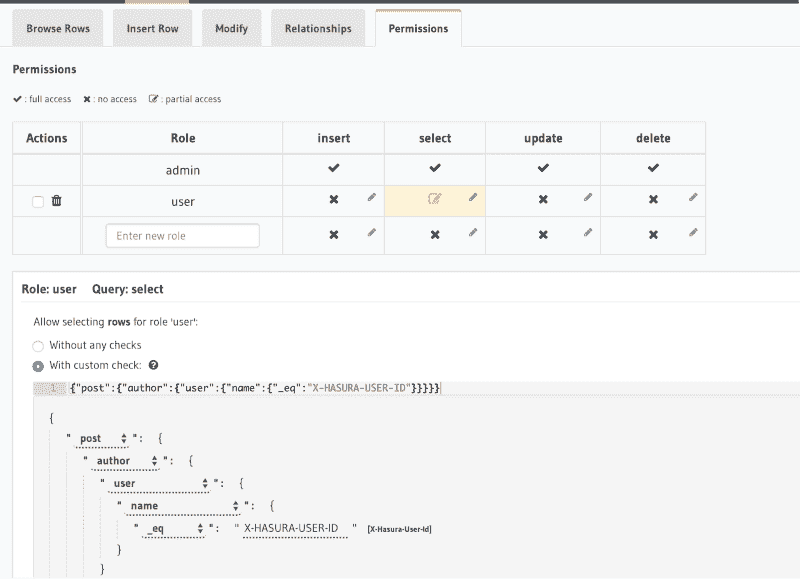 Browse Rows Insert Row Modify Relationships Permissions
Permissions
: full access : no access : partial access
Actions Role insert select update delete
admin
user
Enter new role
Role: user Query: select
Allow selecting rows for role 'user':
Without any checks
With custom check:
1 {"post":{"author":{"user":{"name":{"_eq":"X-HASURA-USER-ID"}}}}}
{
" post ": {
" author ": {
" user ": {
" name ": {
" _eq ": " X-HASURA-USER-ID " [X-Hasura-User-Id]
}
}